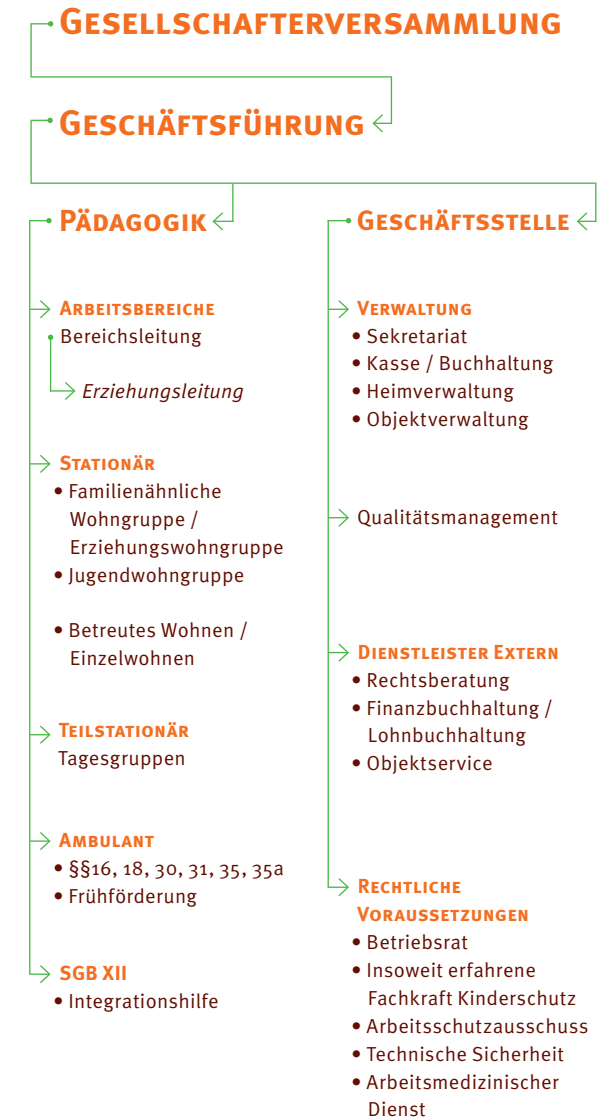 Gesellschafterversammlung
Geschäftsführung
Pädagogik
Arbeitsbereiche
Bereichsleitung
Erziehungsleitung
Stationär
• Familienähnliche
Wohngruppe /
Erziehungswohngruppe
• Jugendwohngruppe
• Betreutes Wohnen /
Einzelwohnen
Teilstationär
Tagesgruppen
Ambulant
• §§16, 18, 30, 31, 35, 35a
• Frühförderung
SGB XII
• Integrationshilfe
Geschäftsstelle
Verwaltung
• Sekretariat
• Kasse / Buchhaltung
• Heimverwaltung
• Objektverwaltung
Qualitätsmanagement
Dienstleister Extern
• Rechtsberatung
• Finanzbuchhaltung /
Lohnbuchhaltung
• Objektservice
Rechtliche
Voraussetzungen
• Betriebsrat
• Insoweit erfahrene
Fachkraft Kinderschutz
• Arbeitsschutzausschuss
• Technische Sicherheit
• Arbeitsmedizinischer
Dienst